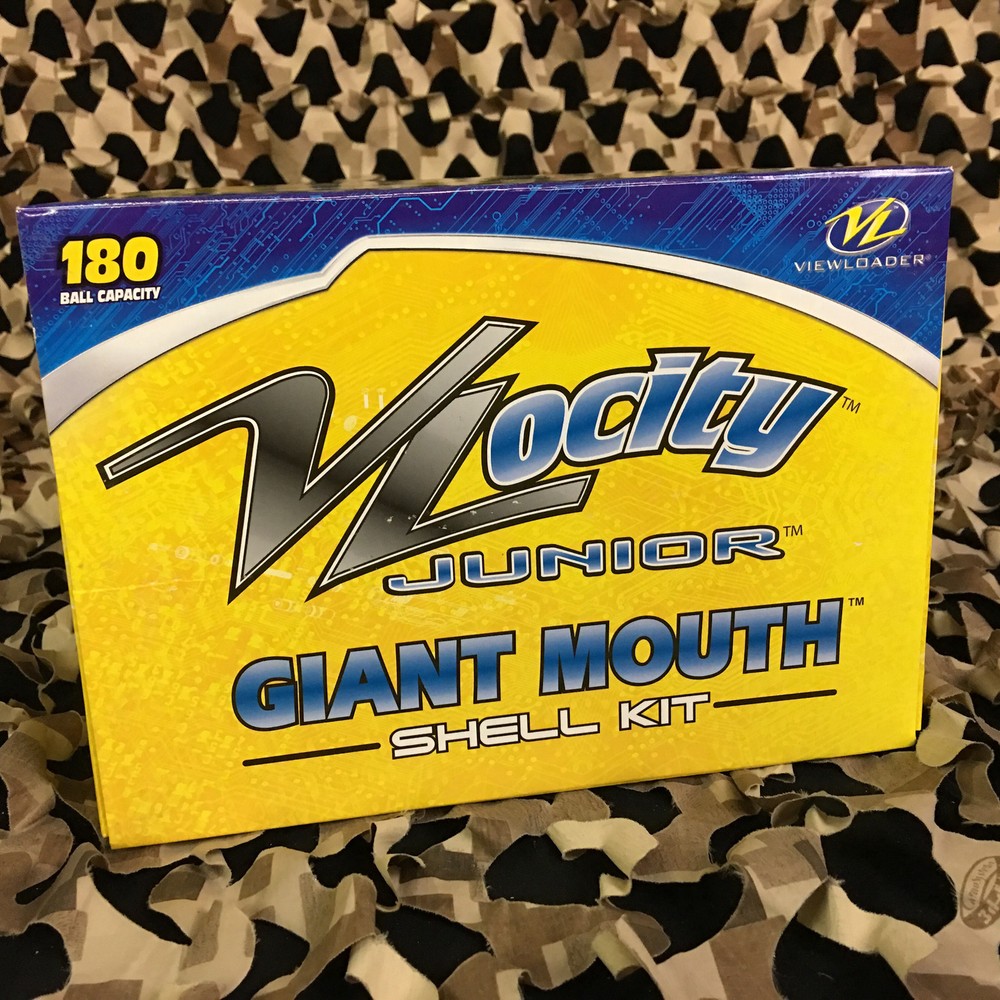 180
BALL CAPACITY
VL
VIEWLOADER®
VLocity™
JUNIOR™
GIANT MOUTH™
SHELL KIT